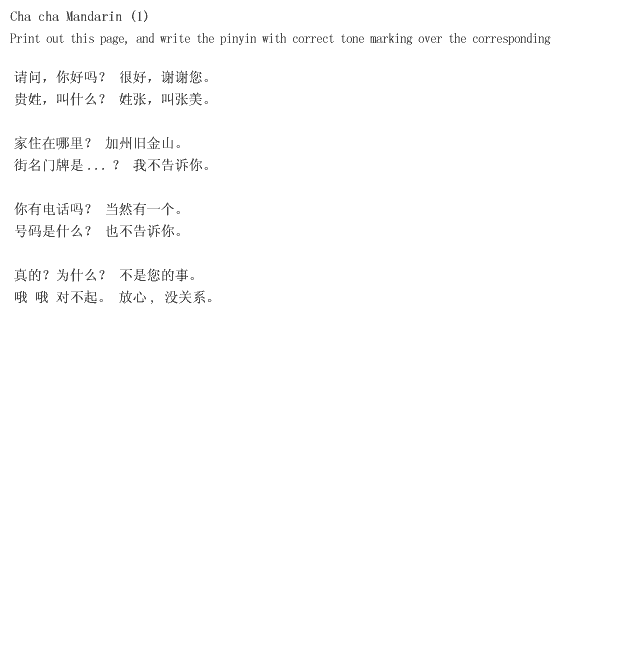 Cha cha Mandarin (1)
Print out this page, and write the pinyin with correct tone marking over the corresponding
请问，你好吗？ 很好，谢谢您。
贵姓，叫什么？ 姓张，叫张美。
家住在哪里？ 加州旧金山。
街名门牌是...？ 我不告诉你。
你有电话吗？ 当然有一个。
号码是什么？ 也不告诉你。
真的？为什么？ 不是您的事。
哦 哦 对不起。 放心, 没关系。